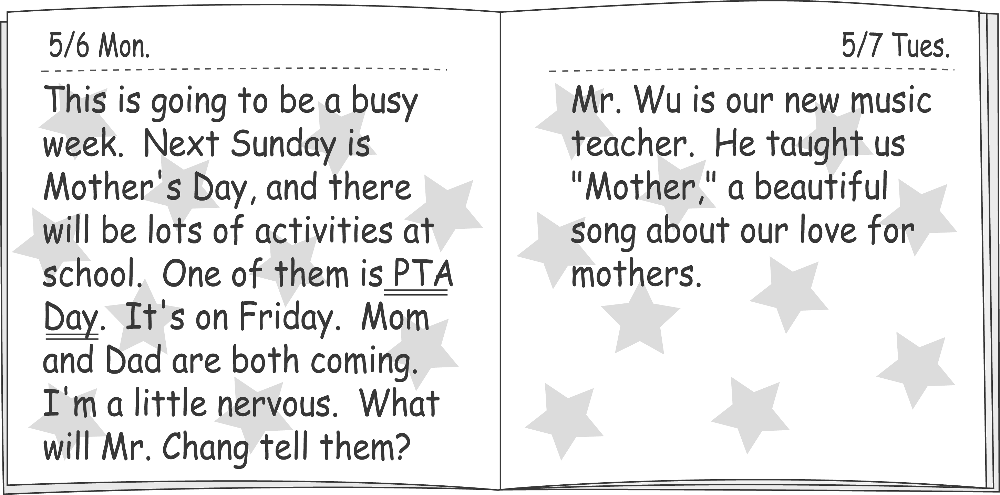 5/6 Mon.
This is going to be a busy
week. Next Sunday is
Mother's Day, and there
will be lots of activities at
school. One of them is PTA
Day. It's on Friday. Mom
and Dad are both coming.
I'm a little nervous. What
will Mr. Chang tell them?
5/7 Tues.
Mr. Wu is our new music
teacher. He taught us
"Mother," a beautiful
song about our love for
mothers.